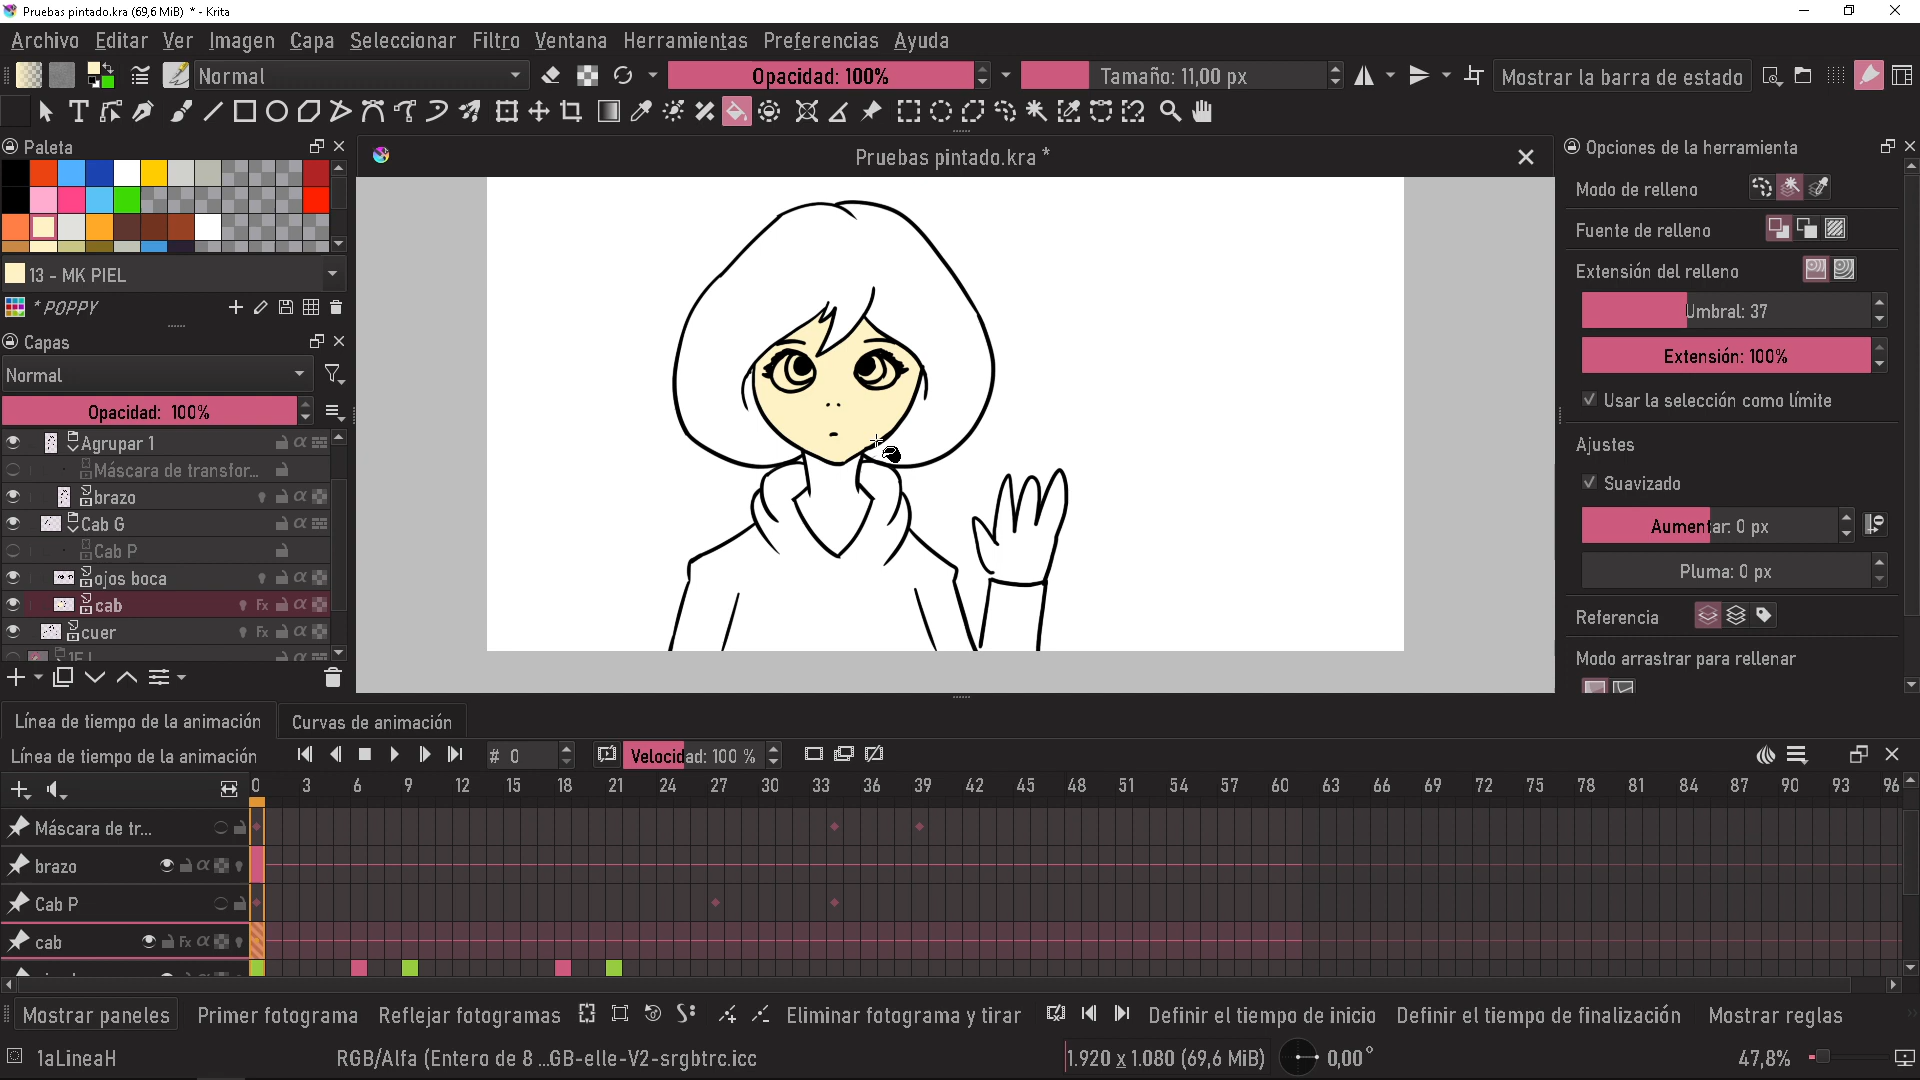 Pruebas pintado.kra (69,6 MiB) * - Krita
Archivo Editar Ver Imagen Capa Seleccionar Filtro Ventana Herramientas Preferencias Ayuda
Normal Opacidad: 100% Tamaño: 11,00 px Mostrar la barra de estado
Paleta
Pruebas pintado.kra *
Opciones de la herramienta
Modo de relleno
Fuente de relleno
Extensión del relleno
Umbral: 37
Extensión: 100%
Usar la selección como límite
Ajustes
Suavizado
Aumentar: 0 px
Pluma: 0 px
Referencia
Modo arrastrar para rellenar
13 - MK PIEL
* POPPY
Capas
Normal
Opacidad: 100%
Agrupar 1
Máscara de transfor...
brazo
Cab G
Cab P
ojos boca
Fx
cab
Fx
cuer
Línea de tiempo de la animación Curvas de animación
Línea de tiempo de la animación # 0 Velocidad: 100 %
0 3 6 9 12 15 18 21 24 27 30 33 36 39 42 45 48 51 54 57 60 63 66 69 72 75 78 81 84 87 90 93 96
Máscara de tr...
brazo
Cab P
cab Fx
Mostrar paneles Primer fotograma Reflejar fotogramas Eliminar fotograma y tirar Definir el tiempo de inicio Definir el tiempo de finalización Mostrar reglas
1aLineaH RGB/Alfa (Entero de 8 ...GB-elle-V2-srgbtrc.icc 1.920 x 1.080 (69,6 MiB) 0,00° 47,8%